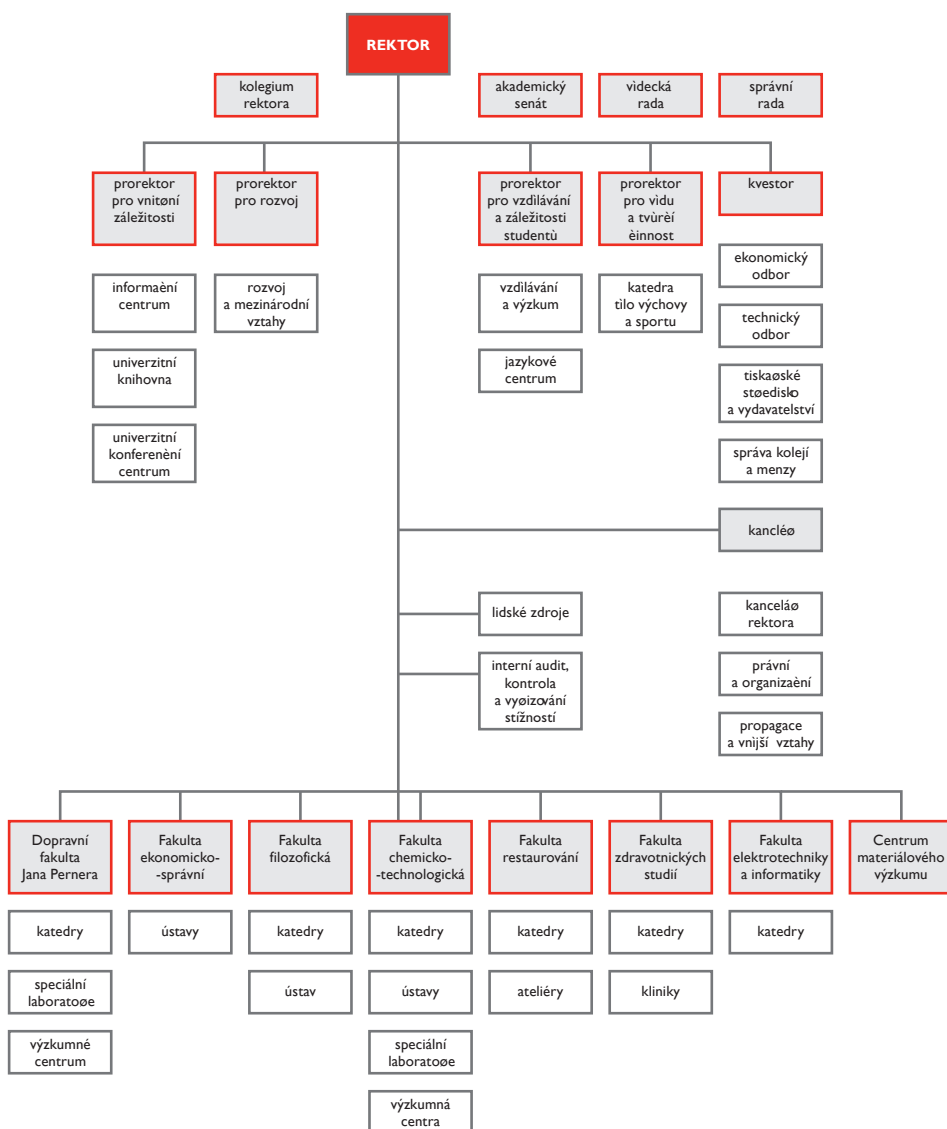 REKTOR
kolegium
rektora
akademický
senát
vìdecká
rada
správní
rada
prorektor
pro vnitøní
záležitosti
prorektor
pro rozvoj
prorektor
pro vzdìlávání
a záležitosti
studentù
prorektor
pro vìdu
a tvùrèí
èinnost
kvestor
informaèní
centrum
univerzitní
knihovna
univerzitní
konferenèní
centrum
rozvoj
a mezinárodní
vztahy
vzdìlávání
a výzkum
jazykové
centrum
katedra
tìlo výchovy
a sportu
ekonomický
odbor
technický
odbor
tiskaøské
støedisko
a vydavatelství
správa kolejí
a menzy
kancléø
lidské zdroje
interní audit,
kontrola
a vyøizování
stížností
kanceláø
rektora
právní
a organizaèní
propagace
a vnìjší vztahy
Dopravní
fakulta
Jana Pernera
Fakulta
ekonomicko-
-správní
Fakulta
filozofická
Fakulta
chemicko-
-technologická
Fakulta
restaurování
Fakulta
zdravotnických
studií
Fakulta
elektrotechniky
a informatiky
Centrum
materiálového
výzkumu
katedry
speciální
laboratoøe
výzkumné
centrum
ústavy
katedry
ústav
katedry
ústavy
speciální
laboratoøe
výzkumná
centra
katedry
ateliéry
katedry
kliniky
katedry